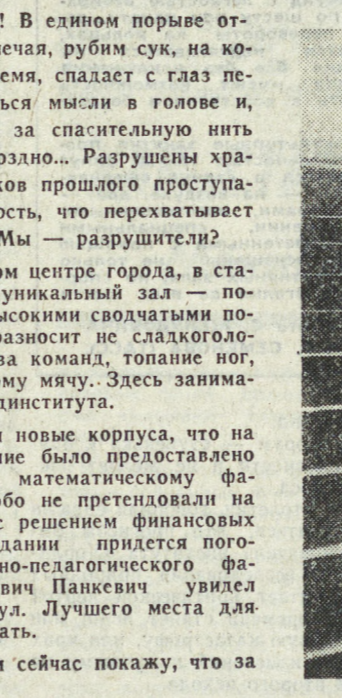 ! В едином порыве от-
ечая, рубим сук, на ко-
емя, спадает с глаз пе-
ься мысли в голове и,
за спасительную нить
оздно... Разрушены хра-
ков прошлого проступа-
ость, что перехватывает
Мы — разрушители?
ом центре города, в ста-
уникальный зал — по-
ысокими сводчатыми по-
разносит не сладкоголо-
ва команд, топание ног,
ому мячу. Здесь занима-
динститута.
и новые корпуса, что на
ние было предоставлено
математическому фа-
обо не претендовали на
с решением финансовых
дании придется пого-
но-педагогического фа-
вич Панкевич увидел
ул. Лучшего места для
ать.
и сейчас покажу, что за